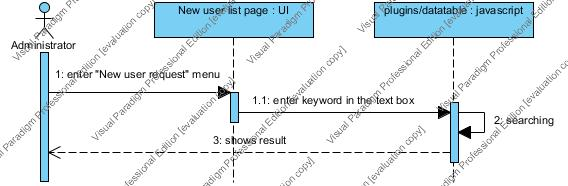 New user list page : UI
plugins/datatable : javascript
Administrator
1: enter "New user request" menu
1.1: enter keyword in the text box
2: searching
3: shows result
Visual Paradigm Professional Edition [evaluation copy]